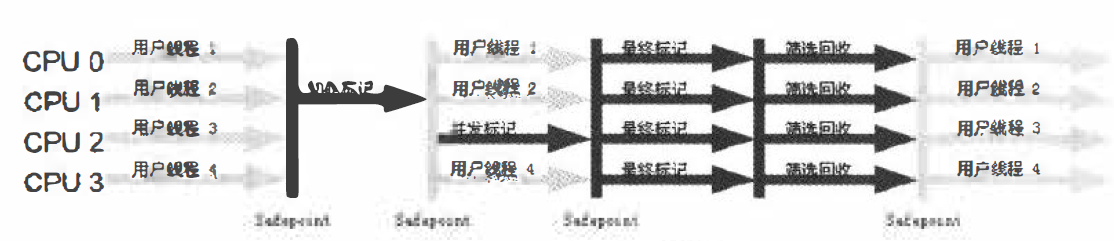 CPU 0 用户线程 1 用户线程 1 最终标记 筛选回收 用户线程 1
CPU 1 用户线程 2 初始标记 用户线程 2 最终标记 筛选回收 用户线程 2
CPU 2 用户线程 3 并发标记 最终标记 筛选回收 用户线程 3
CPU 3 用户线程 4 用户线程 4 最终标记 筛选回收 用户线程 4
Safepoint Safepoint Safepoint Safepoint